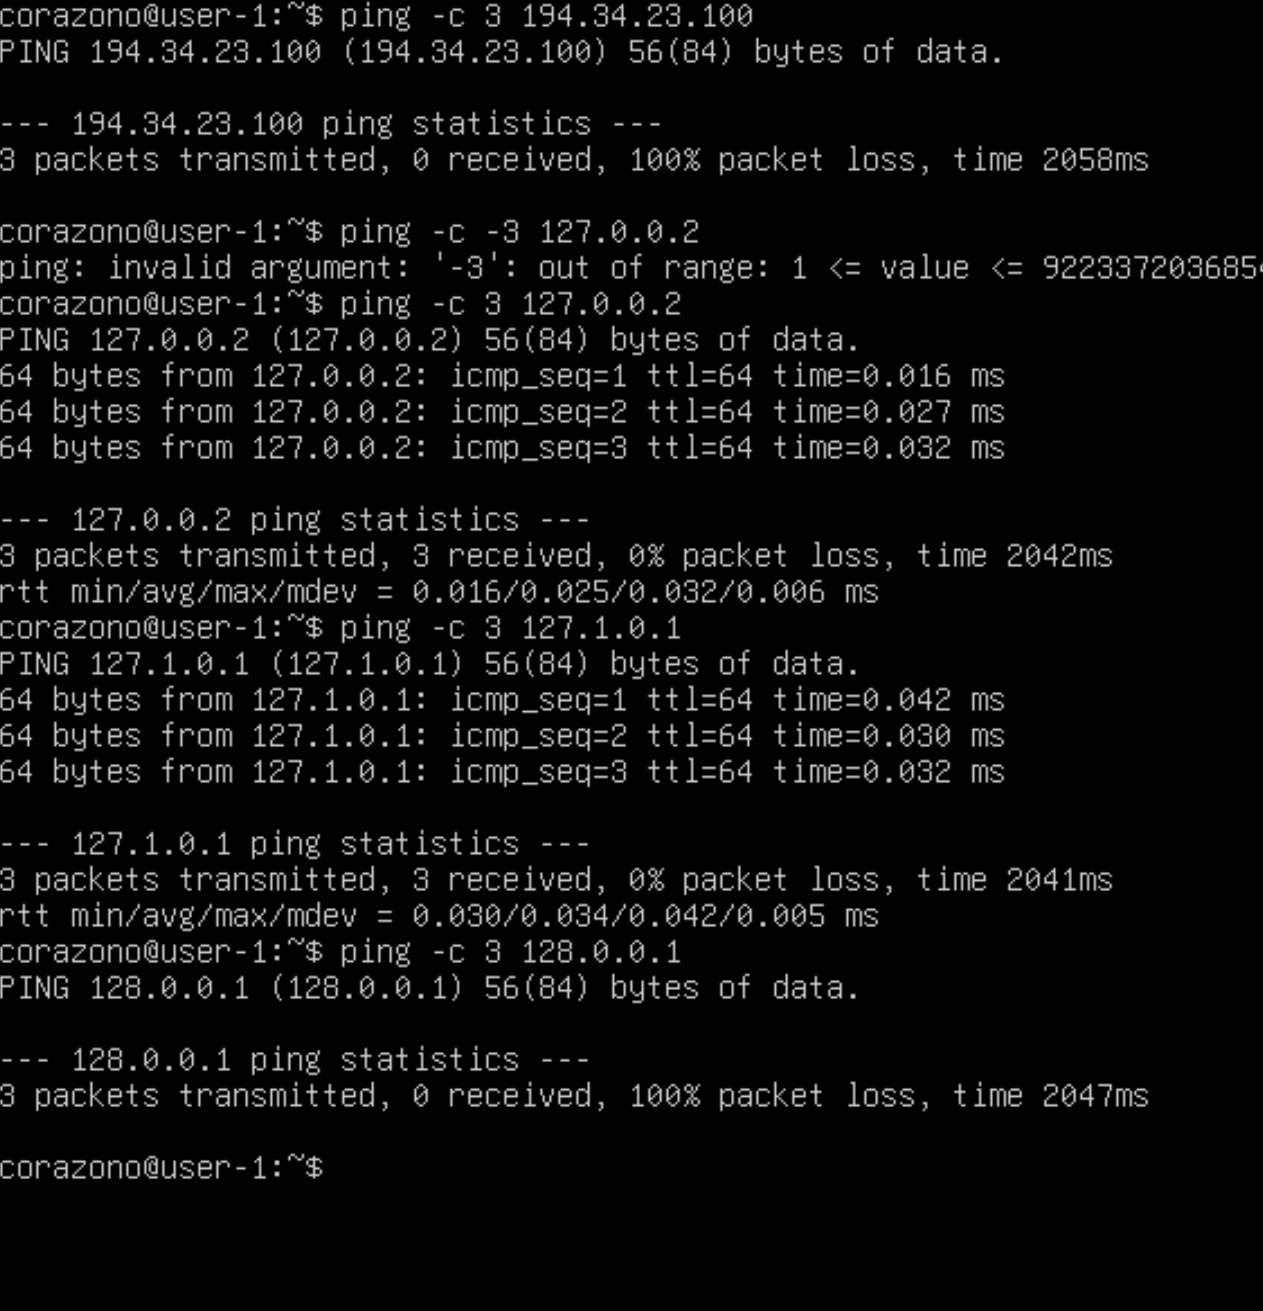 corazono@user-1:~$ ping -c 3 194.34.23.100
PING 194.34.23.100 (194.34.23.100) 56(84) bytes of data.
--- 194.34.23.100 ping statistics ---
3 packets transmitted, 0 received, 100% packet loss, time 2058ms
corazono@user-1:~$ ping -c -3 127.0.0.2
ping: invalid argument: '-3': out of range: 1 <= value <= 922337203685
corazono@user-1:~$ ping -c 3 127.0.0.2
PING 127.0.0.2 (127.0.0.2) 56(84) bytes of data.
64 bytes from 127.0.0.2: icmp_seq=1 ttl=64 time=0.016 ms
64 bytes from 127.0.0.2: icmp_seq=2 ttl=64 time=0.027 ms
64 bytes from 127.0.0.2: icmp_seq=3 ttl=64 time=0.032 ms
--- 127.0.0.2 ping statistics ---
3 packets transmitted, 3 received, 0% packet loss, time 2042ms
rtt min/avg/max/mdev = 0.016/0.025/0.032/0.006 ms
corazono@user-1:~$ ping -c 3 127.1.0.1
PING 127.1.0.1 (127.1.0.1) 56(84) bytes of data.
64 bytes from 127.1.0.1: icmp_seq=1 ttl=64 time=0.042 ms
64 bytes from 127.1.0.1: icmp_seq=2 ttl=64 time=0.030 ms
64 bytes from 127.1.0.1: icmp_seq=3 ttl=64 time=0.032 ms
--- 127.1.0.1 ping statistics ---
3 packets transmitted, 3 received, 0% packet loss, time 2041ms
rtt min/avg/max/mdev = 0.030/0.034/0.042/0.005 ms
corazono@user-1:~$ ping -c 3 128.0.0.1
PING 128.0.0.1 (128.0.0.1) 56(84) bytes of data.
--- 128.0.0.1 ping statistics ---
3 packets transmitted, 0 received, 100% packet loss, time 2047ms
corazono@user-1:~$